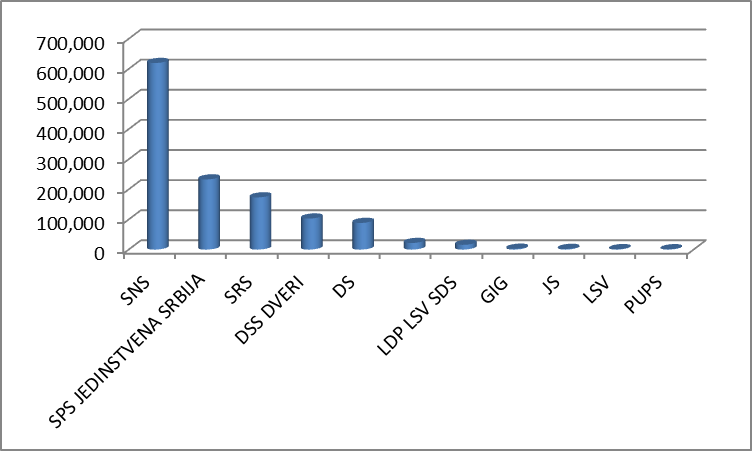 700,000
600,000
500,000
400,000
300,000
200,000
100,000
0
SNS
SPS JEDINSTVENA SRBIJA
SRS
DSS DVERI
DS
LDP LSV SDS
GIG
JS
LSV
PUPS